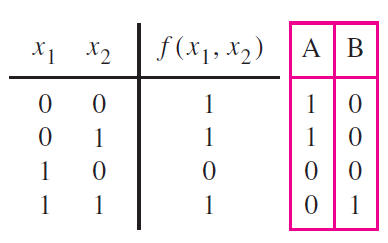 x₁ x₂ f(x₁, x₂) A B
0 0 1 1 0
0 1 1 1 0
1 0 0 0 0
1 1 1 0 1